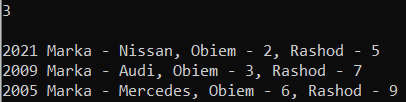 3
2021 Marka - Nissan, Obiem - 2, Rashod - 5
2009 Marka - Audi, Obiem - 3, Rashod - 7
2005 Marka - Mercedes, Obiem - 6, Rashod - 9